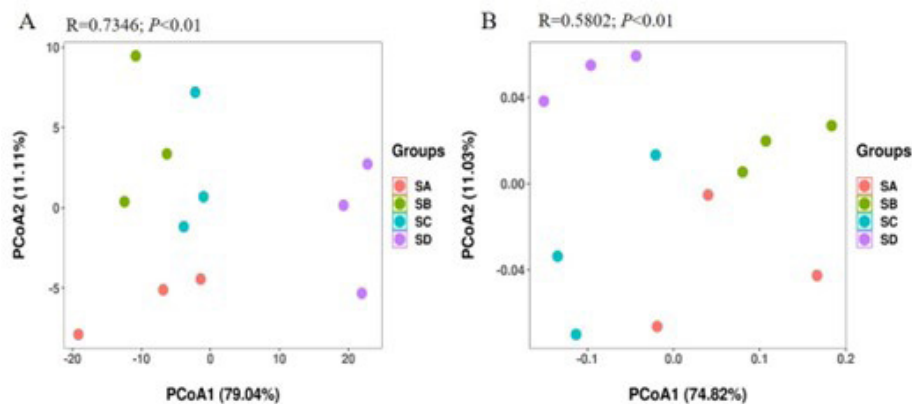 A
R=0.7346; P<0.01
10
5
0
-5
PCoA2 (11.11%)
-20 -10 0 10 20
PCoA1 (79.04%)
Groups
SA
SB
SC
SD
B
R=0.5802; P<0.01
0.04
0.00
-0.04
PCoA2 (11.03%)
-0.1 0.0 0.1 0.2
PCoA1 (74.82%)
Groups
SA
SB
SC
SD